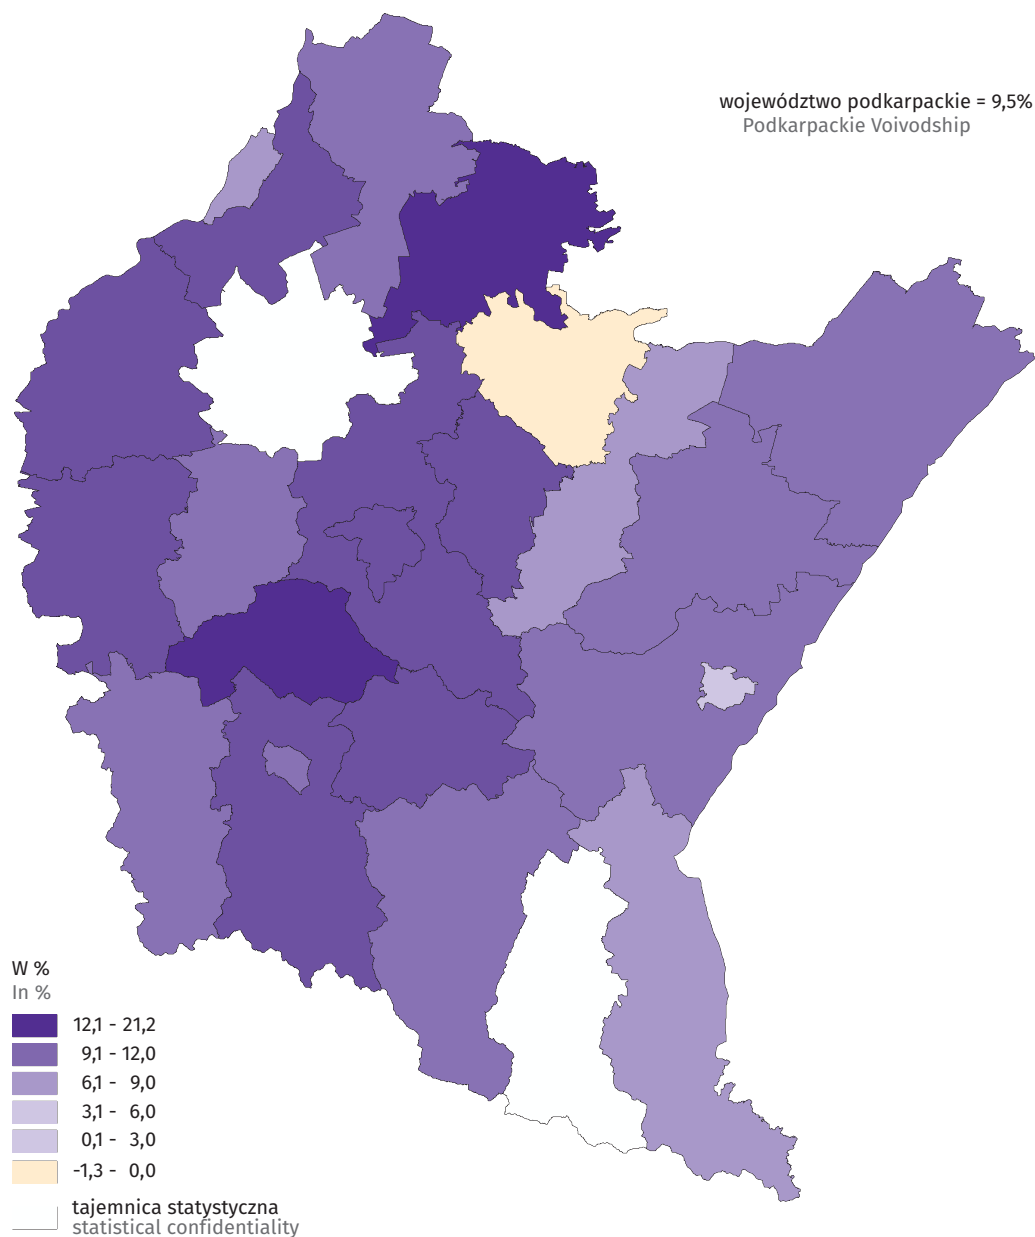 województwo podkarpackie = 9,5%
Podkarpackie Voivodship
W %
In %
12,1 - 21,2
9,1 - 12,0
6,1 - 9,0
3,1 - 6,0
0,1 - 3,0
-1,3 - 0,0
tajemnica statystyczna
statistical confidentiality